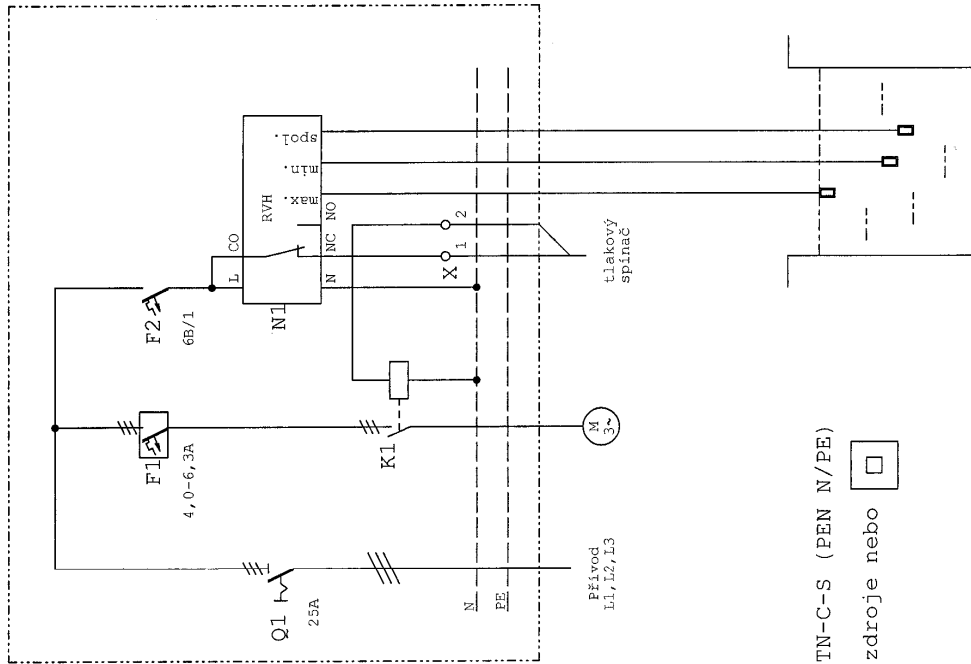 F2
6B/1
F1
4,0-6,3A
Q1
25A
L
CO
N1
RVH
spol.
min.
max.
N
NC
NO
X
1
2
K1
M
3~
N
PE
Přívod
L1,L2,L3
tlakový
spínač
TN-C-S (PEN N/PE)
zdroje nebo